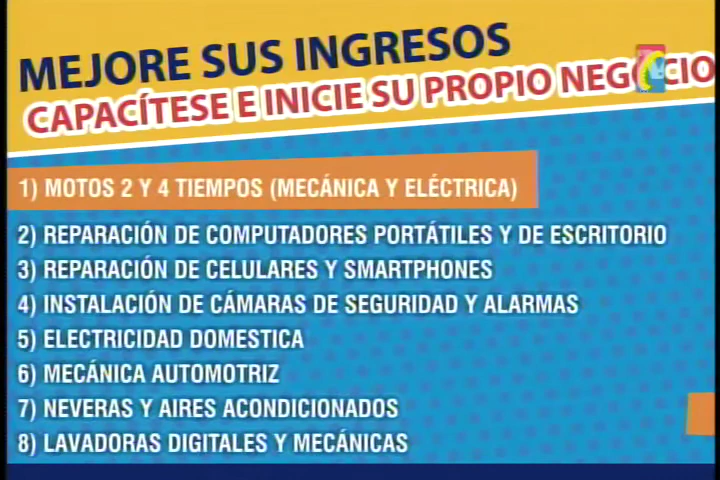 MEJORE SUS INGRESOS
CAPACÍTESE E INICIE SU PROPIO NEGOCIO
1) MOTOS 2 Y 4 TIEMPOS (MECÁNICA Y ELÉCTRICA)
2) REPARACIÓN DE COMPUTADORES PORTÁTILES Y DE ESCRITORIO
3) REPARACIÓN DE CELULARES Y SMARTPHONES
4) INSTALACIÓN DE CÁMARAS DE SEGURIDAD Y ALARMAS
5) ELECTRICIDAD DOMESTICA
6) MECÁNICA AUTOMOTRIZ
7) NEVERAS Y AIRES ACONDICIONADOS
8) LAVADORAS DIGITALES Y MECÁNICAS